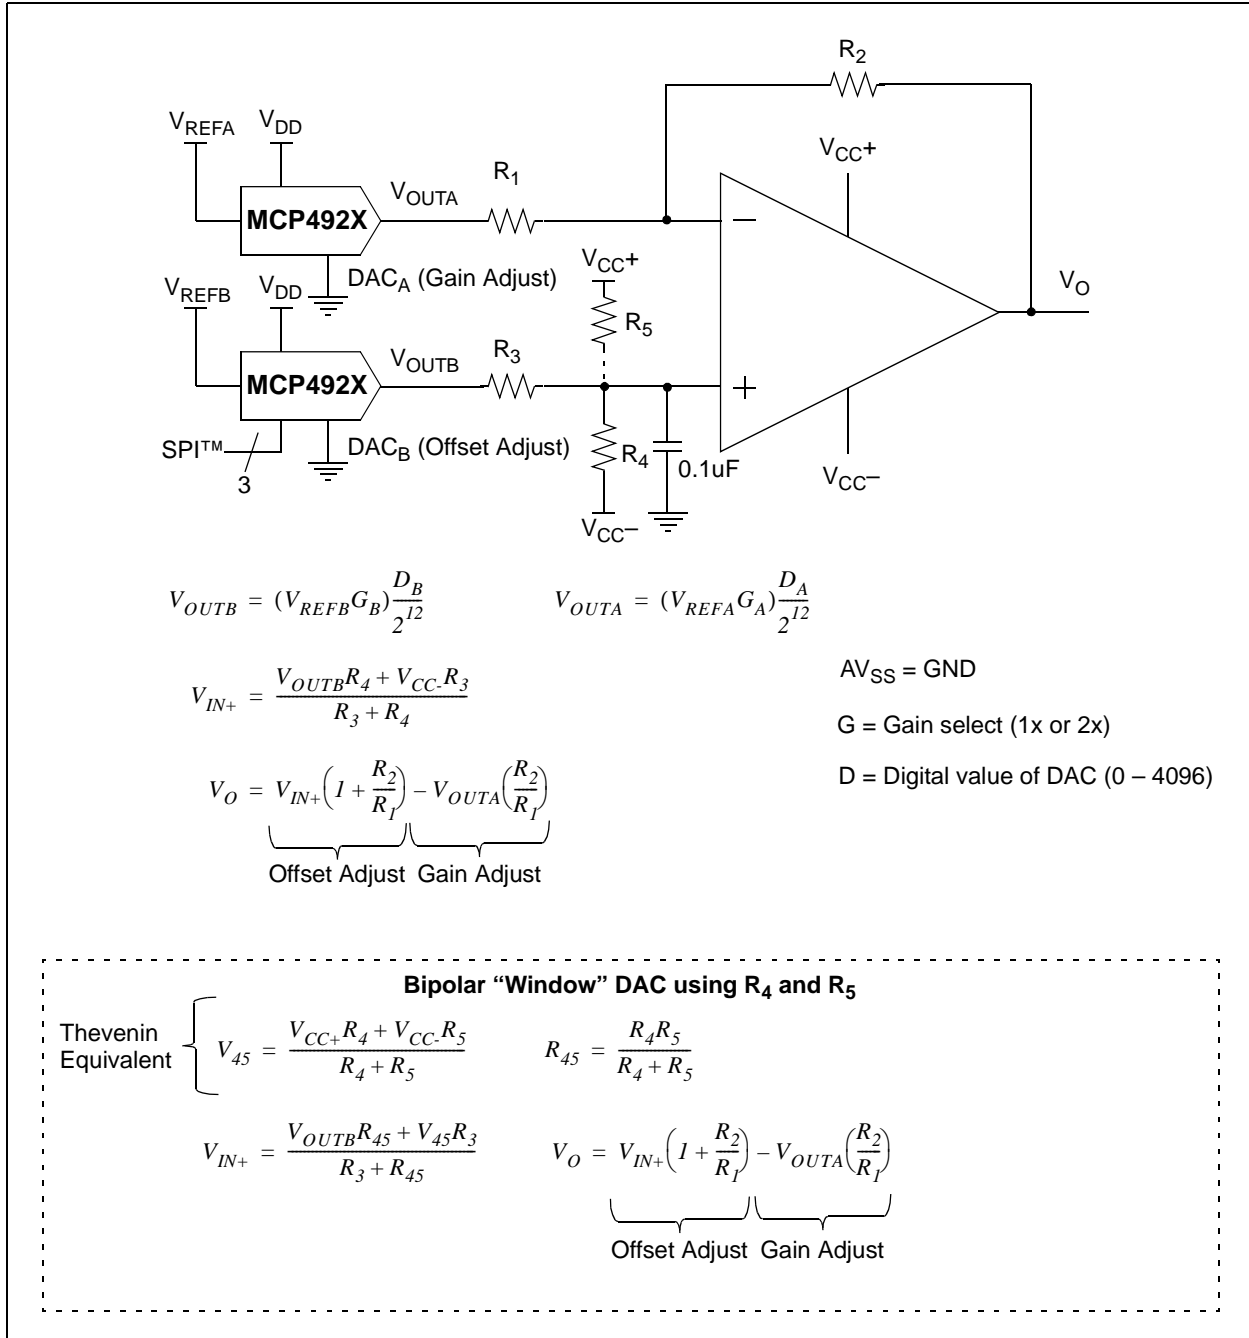 R2
VREFA VDD
VCC+
R1
VOUTA
MCP492X
VCC+
DACA (Gain Adjust)
VREFB VDD
VO
R5
R3
VOUTB
MCP492X
SPI™
DACB (Offset Adjust)
R4
0.1uF
3
VCC–
VCC–
VOUTB = (VREFB GB) DB / 2^12
VOUTA = (VREFA GA) DA / 2^12
AVSS = GND
VIN+ = (VOUTB R4 + VCC- R3) / (R3 + R4)
G = Gain select (1x or 2x)
D = Digital value of DAC (0 – 4096)
VO = VIN+ (1 + R2/R1) – VOUTA (R2/R1)
Offset Adjust Gain Adjust
Bipolar “Window” DAC using R4 and R5
Thevenin
Equivalent
V45 = (VCC+ R4 + VCC- R5) / (R4 + R5)
R45 = R4 R5 / (R4 + R5)
VIN+ = (VOUTB R45 + V45 R3) / (R3 + R45)
VO = VIN+ (1 + R2/R1) – VOUTA (R2/R1)
Offset Adjust Gain Adjust